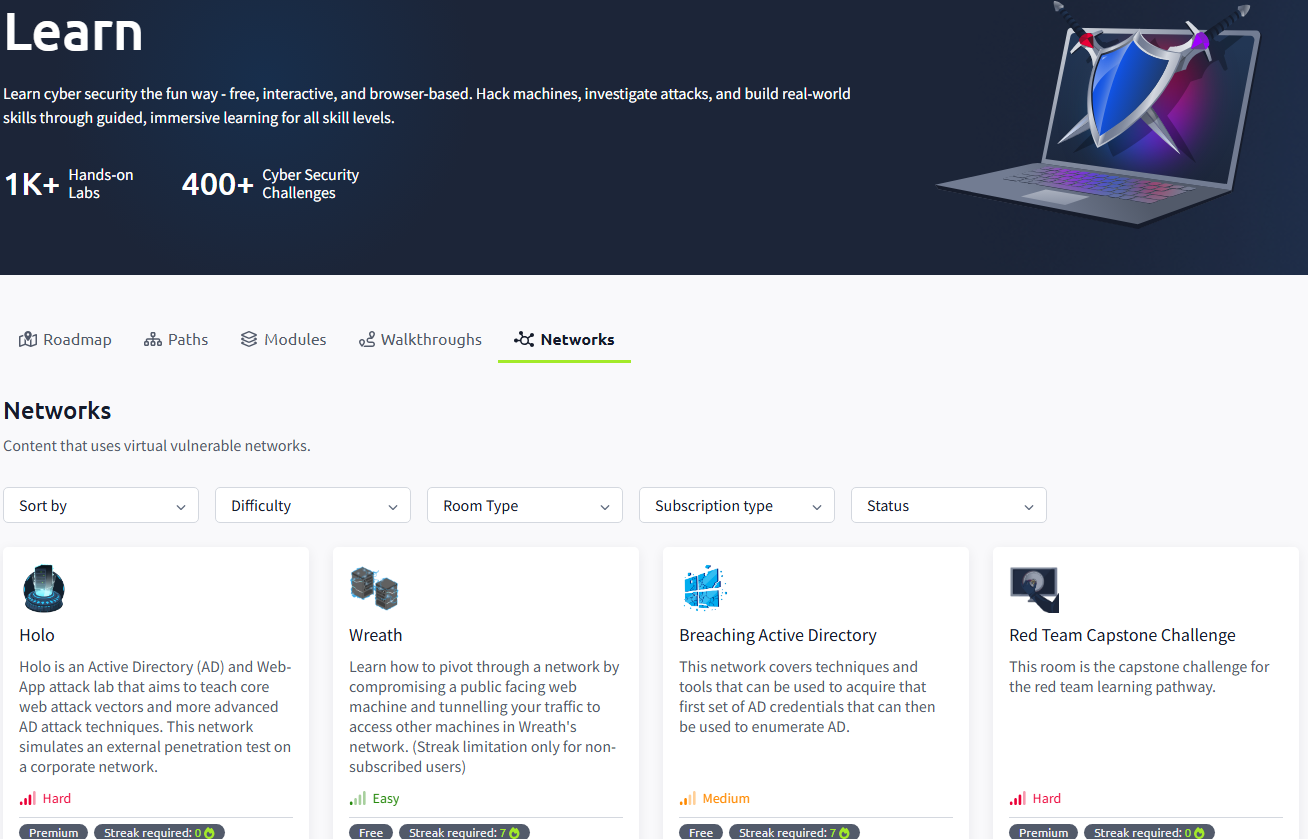 Learn
Learn cyber security the fun way - free, interactive, and browser-based. Hack machines, investigate attacks, and build real-world
skills through guided, immersive learning for all skill levels.
1K+ Hands-on
Labs
400+ Cyber Security
Challenges
Roadmap Paths Modules Walkthroughs Networks
Networks
Content that uses virtual vulnerable networks.
Sort by Difficulty Room Type Subscription type Status
Holo
Holo is an Active Directory (AD) and Web-
App attack lab that aims to teach core
web attack vectors and more advanced
AD attack techniques. This network
simulates an external penetration test on
a corporate network.
Hard
Premium Streak required: 0
Wreath
Learn how to pivot through a network by
compromising a public facing web
machine and tunnelling your traffic to
access other machines in Wreath's
network. (Streak limitation only for non-
subscribed users)
Easy
Free Streak required: 7
Breaching Active Directory
This network covers techniques and
tools that can be used to acquire that
first set of AD credentials that can then
be used to enumerate AD.
Medium
Free Streak required: 7
Red Team Capstone Challenge
This room is the capstone challenge for
the red team learning pathway.
Hard
Premium Streak required: 0